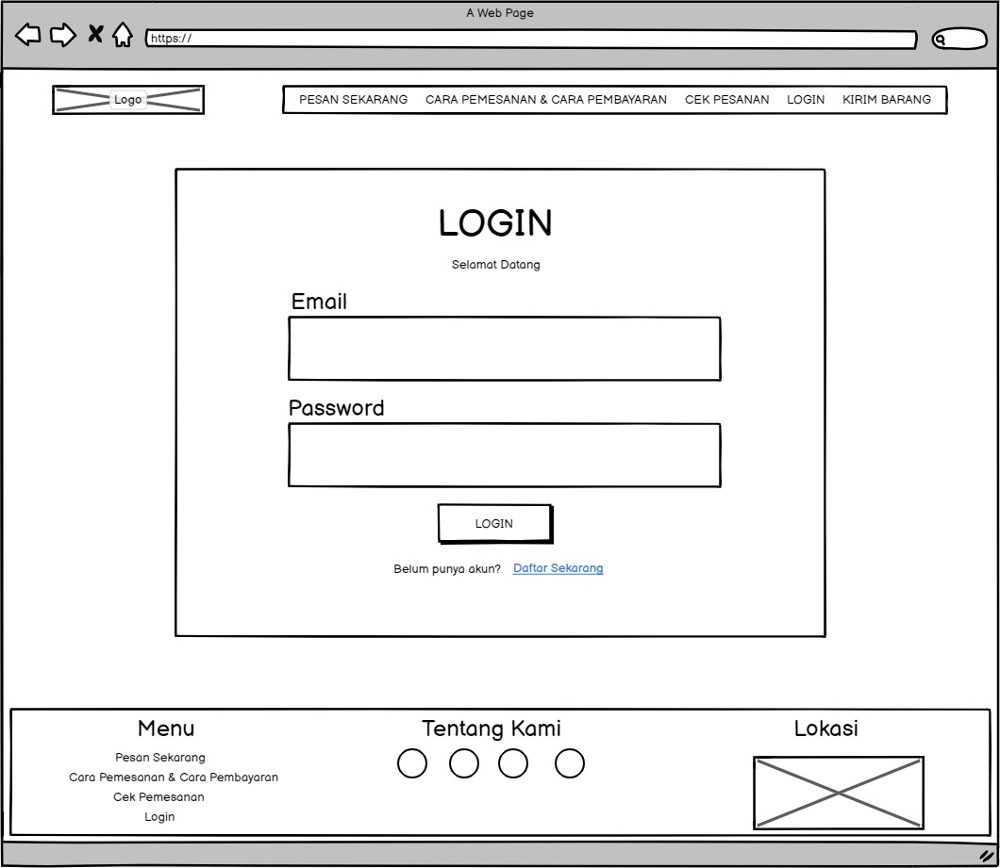 A Web Page
https://
Logo
PESAN SEKARANG CARA PEMESANAN & CARA PEMBAYARAN CEK PESANAN LOGIN KIRIM BARANG
LOGIN
Selamat Datang
Email
Password
LOGIN
Belum punya akun? Daftar Sekarang
Menu
Pesan Sekarang
Cara Pemesanan & Cara Pembayaran
Cek Pemesanan
Login
Tentang Kami
Lokasi